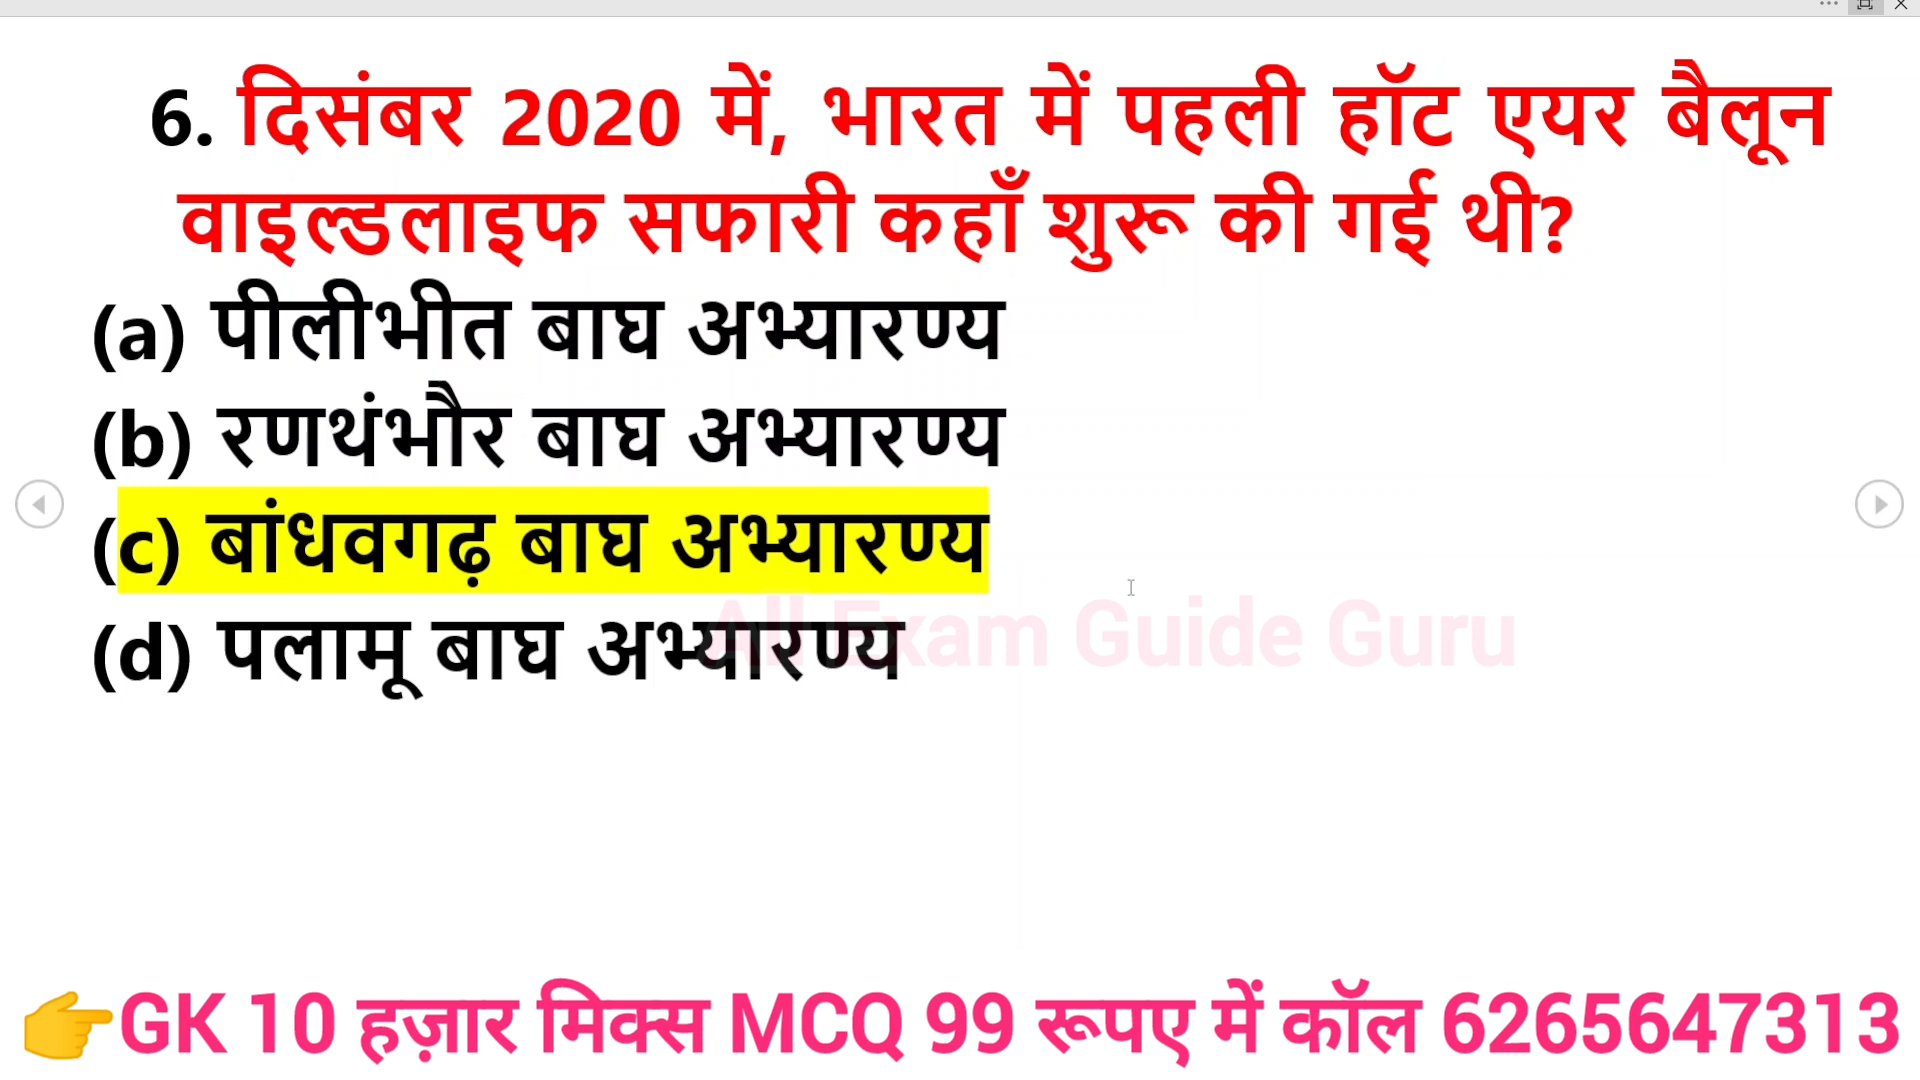 6. दिसंबर 2020 में, भारत में पहली हॉट एयर बैलून
वाइल्डलाइफ सफारी कहाँ शुरू की गई थी?
(a) पीलीभीत बाघ अभ्यारण्य
(b) रणथंभौर बाघ अभ्यारण्य
(c) बांधवगढ़ बाघ अभ्यारण्य
(d) पलामू बाघ अभ्यारण्य
All Exam Guide Guru
👉GK 10 हज़ार मिक्स MCQ 99 रूपए में कॉल 6265647313